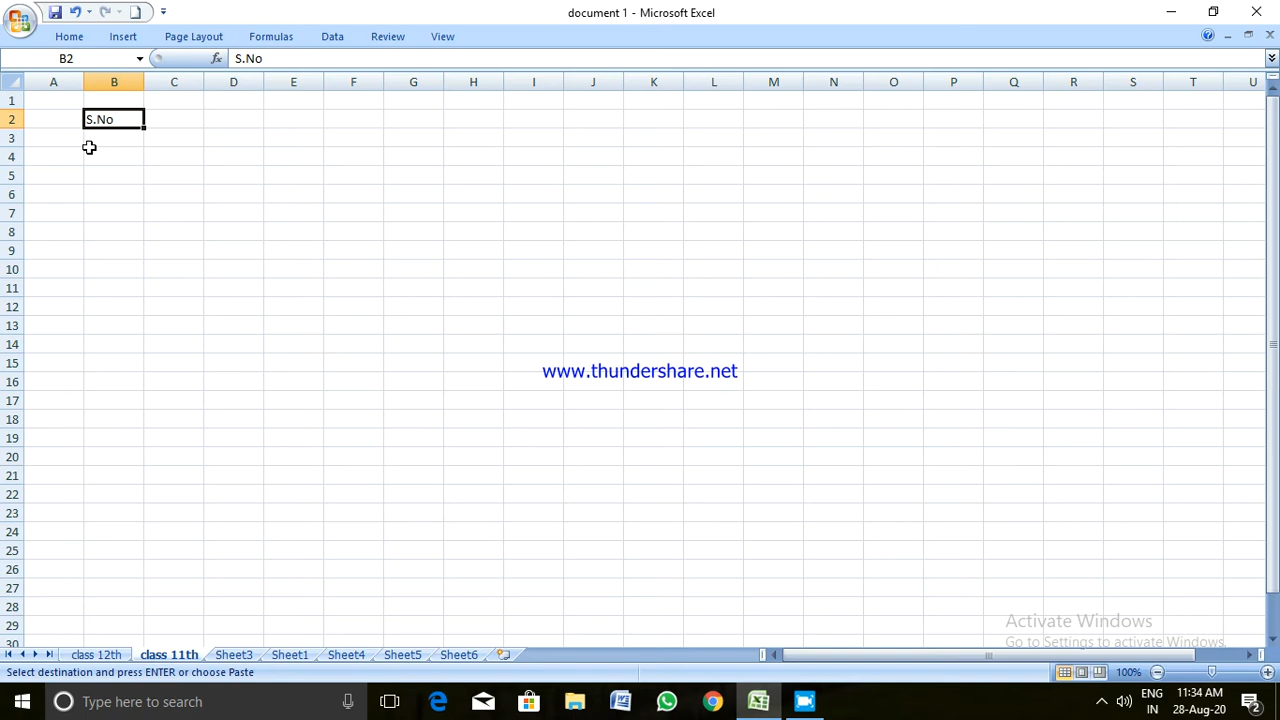 document 1 - Microsoft Excel
Home Insert Page Layout Formulas Data Review View
B2 fx S.No
A B C D E F G H I J K L M N O P Q R S T U
1
2 S.No
3
4
5
6
7
8
9
10
11
12
13
14
15
www.thundershare.net
16
17
18
19
20
21
22
23
24
25
26
27
28
Activate Windows
29
Go to Settings to activate Windows.
30
class 12th class 11th Sheet3 Sheet1 Sheet4 Sheet5 Sheet6
Select destination and press ENTER or choose Paste 100%
Type here to search
ENG 11:34 AM
IN 28-Aug-20 2